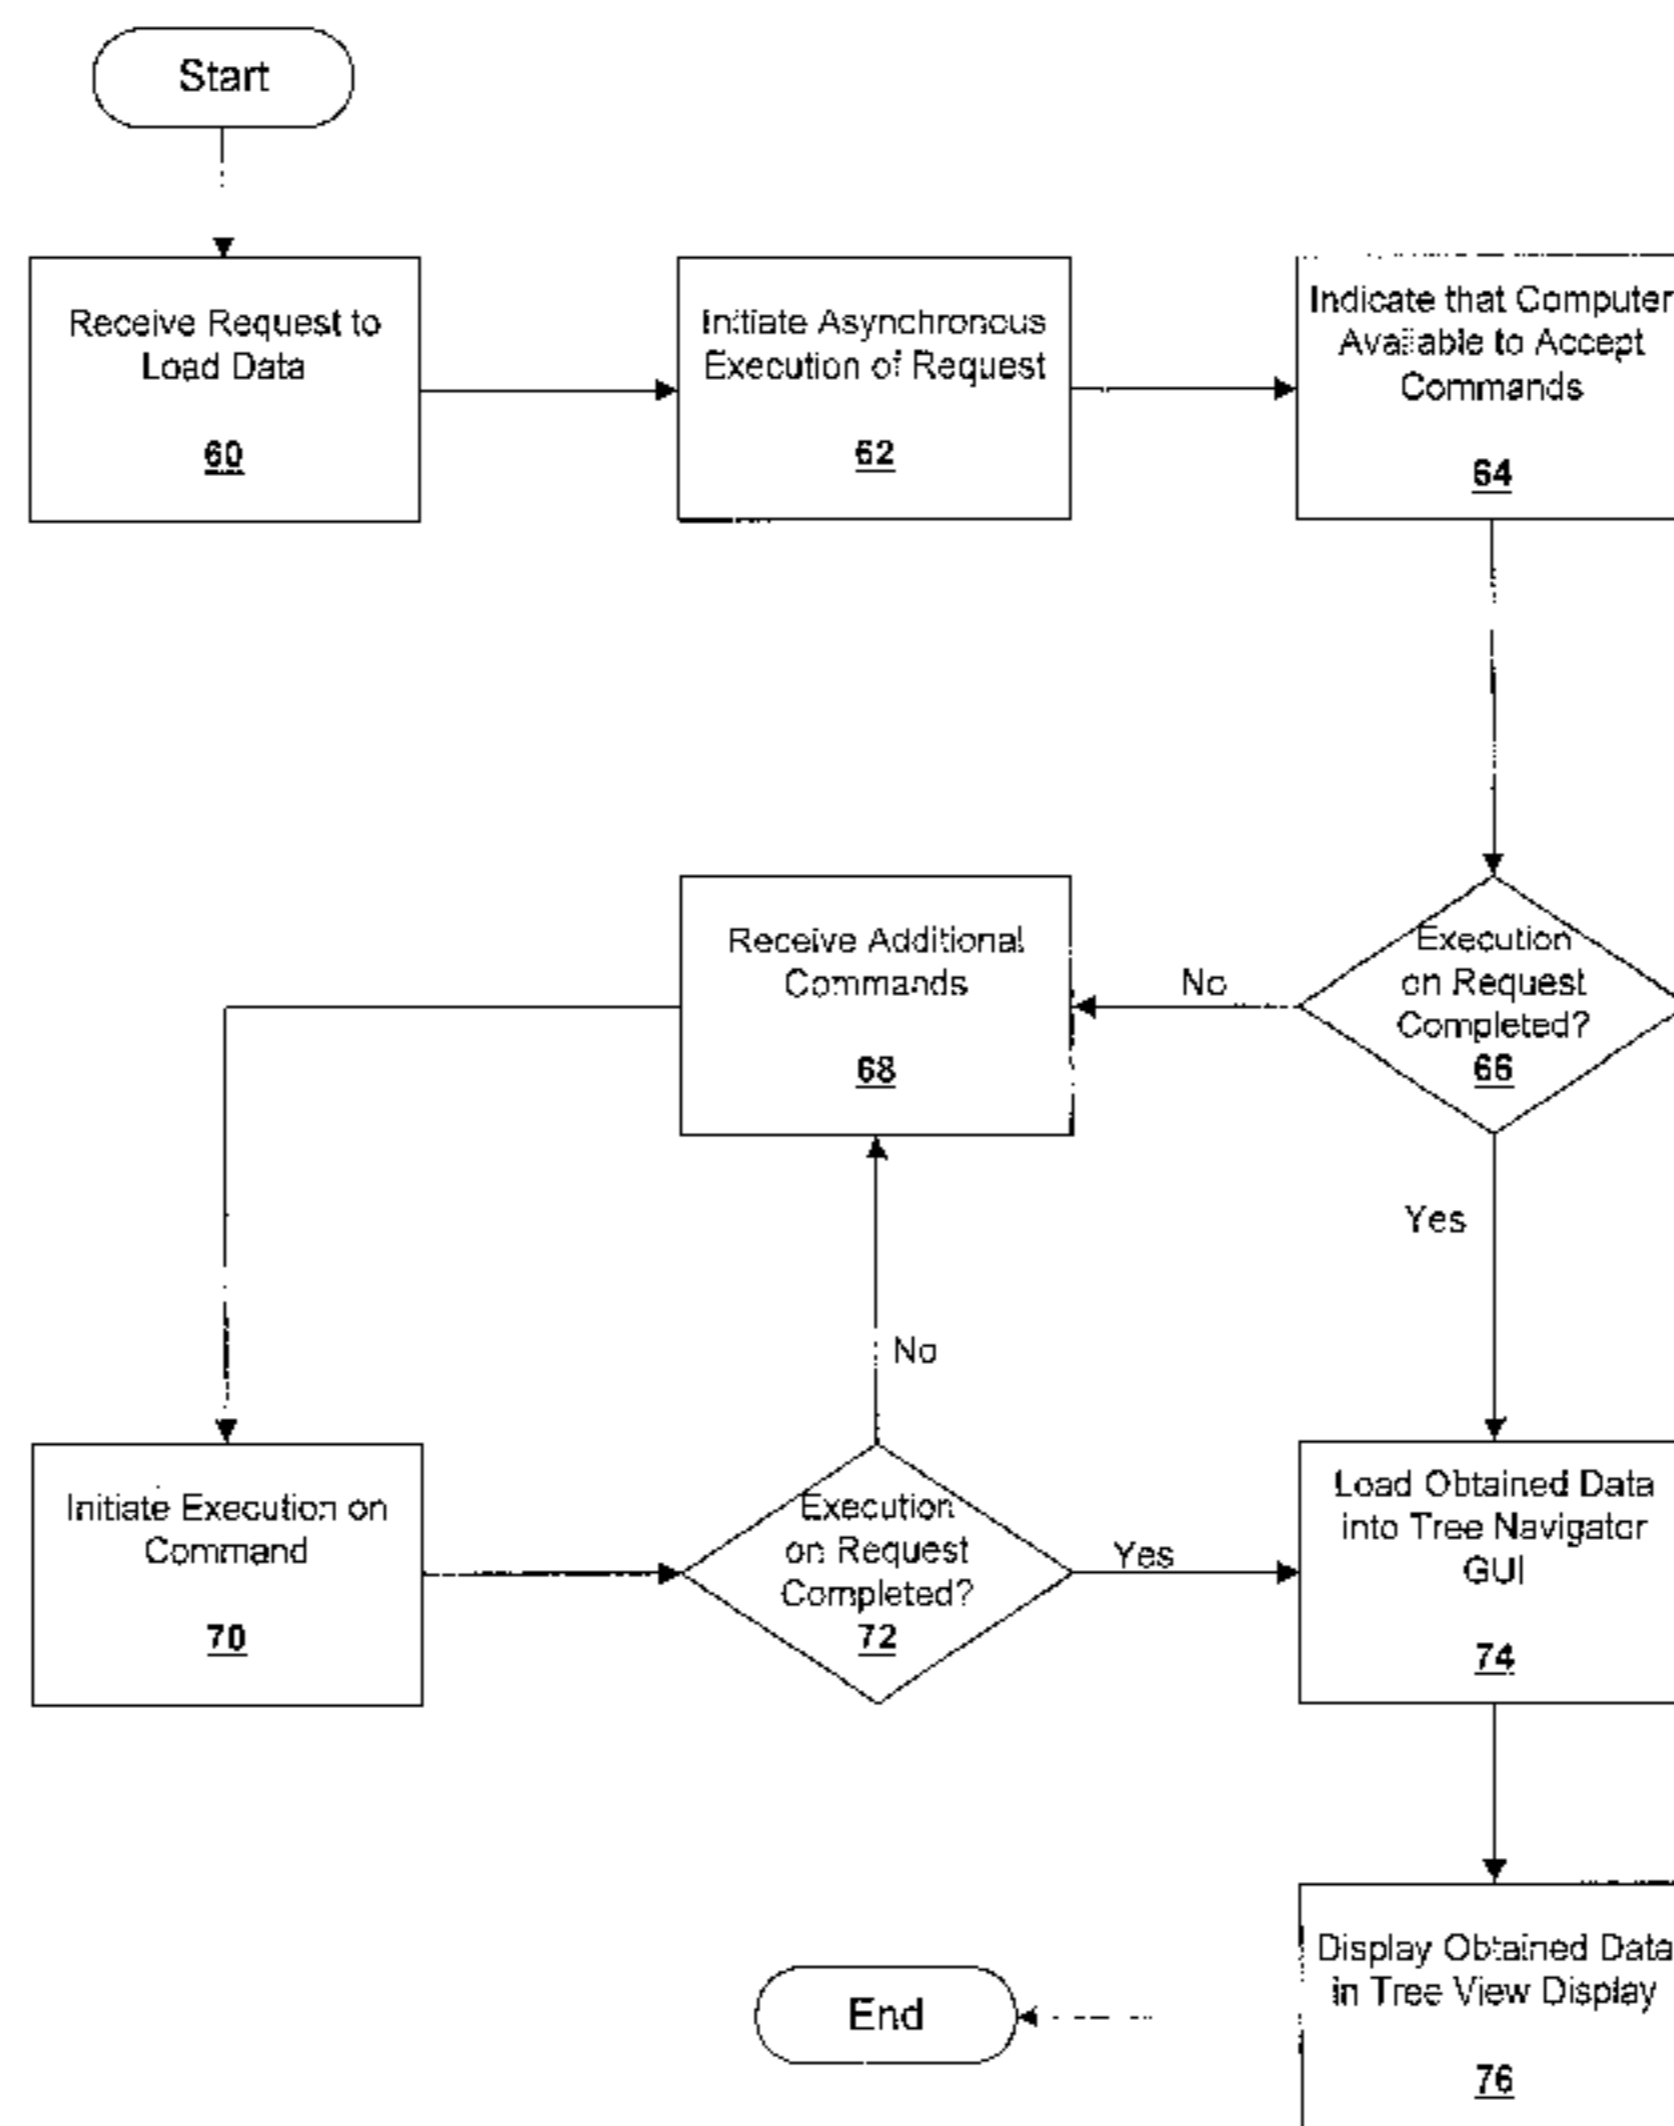 Start
Receive Request to
Load Data
60
Initiate Asynchronous
Execution of Request
62
Indicate that Computer
Available to Accept
Commands
64
Execution
on Request
Completed?
66
No
Yes
Receive Additional
Commands
68
Initiate Execution on
Command
70
Execution
on Request
Completed?
72
No
Yes
Load Obtained Data
into Tree Navigator
GUI
74
Display Obtained Data
in Tree View Display
76
End